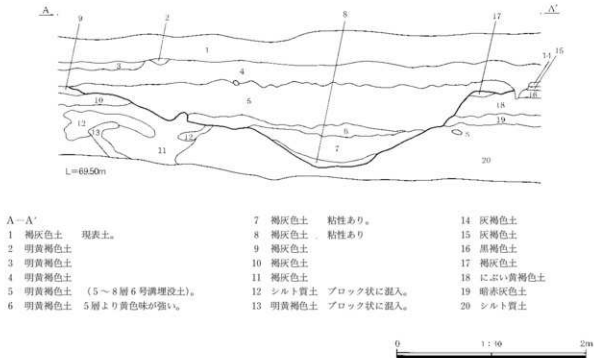 A
A'
9
2
8
17
14
15
1
3
4
16
10
5
18
19
12
13
6
12
5
7
11
20
L=69.50m
A－A'
1 褐灰色土 現表土。
2 明黄褐色土
3 明黄褐色土
4 明黄褐色土
5 明黄褐色土 （5～8層6号溝埋没土）。
6 明黄褐色土 5層より黄色味が強い。
7 褐灰色土 粘性あり。
8 褐灰色土 粘性あり
9 褐灰色土
10 褐灰色土
11 褐灰色土
12 シルト質土 ブロック状に混入。
13 明黄褐色土 ブロック状に混入。
14 灰褐色土
15 灰褐色土
16 黒褐色土
17 褐灰色土
18 にぶい黄褐色土
19 暗赤灰色土
20 シルト質土
0 1:40 2m